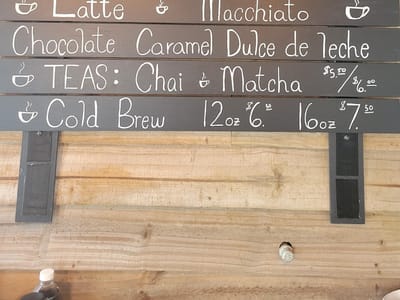 Latte Macchiato
Chocolate Caramel Dulce de leche
TEAS: Chai Matcha $5.50/$6.00
Cold Brew 12oz $6. 16oz $7.50